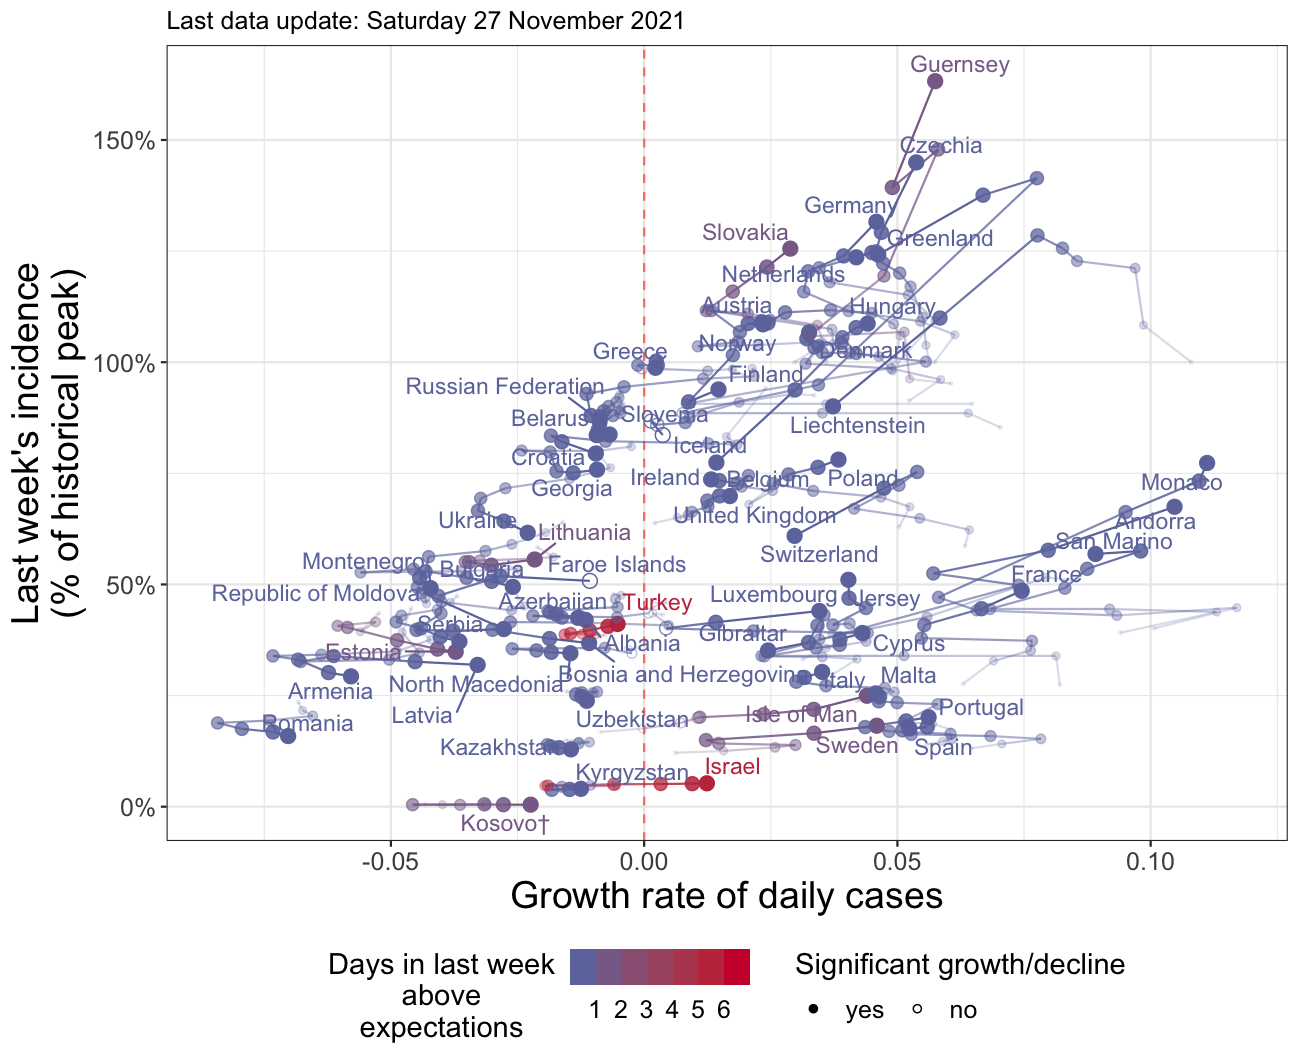 Last data update: Saturday 27 November 2021
Last week's incidence
(% of historical peak)
150%
100%
50%
0%
Guernsey
Czechia
Germany
Slovakia
Greenland
Netherlands
Austria
Hungary
Norway
Denmark
Greece
Finland
Russian Federation
Belarus
Slovenia
Liechtenstein
Iceland
Croatia
Georgia
Ireland
Belgium
Poland
Monaco
Ukraine
United Kingdom
Andorra
Lithuania
San Marino
Switzerland
Montenegro
Bulgaria
Faroe Islands
France
Republic of Moldova
Azerbaijan
Turkey
Luxembourg
Jersey
Serbia
Gibraltar
Albania
Cyprus
Estonia
Bosnia and Herzegovina
Italy
Malta
Armenia
North Macedonia
Latvia
Uzbekistan
Isle of Man
Portugal
Romania
Sweden
Spain
Kazakhstan
Kyrgyzstan
Israel
Kosovo†
-0.05
0.00
0.05
0.10
Growth rate of daily cases
Days in last week
above
expectations
1 2 3 4 5 6
Significant growth/decline
yes
no